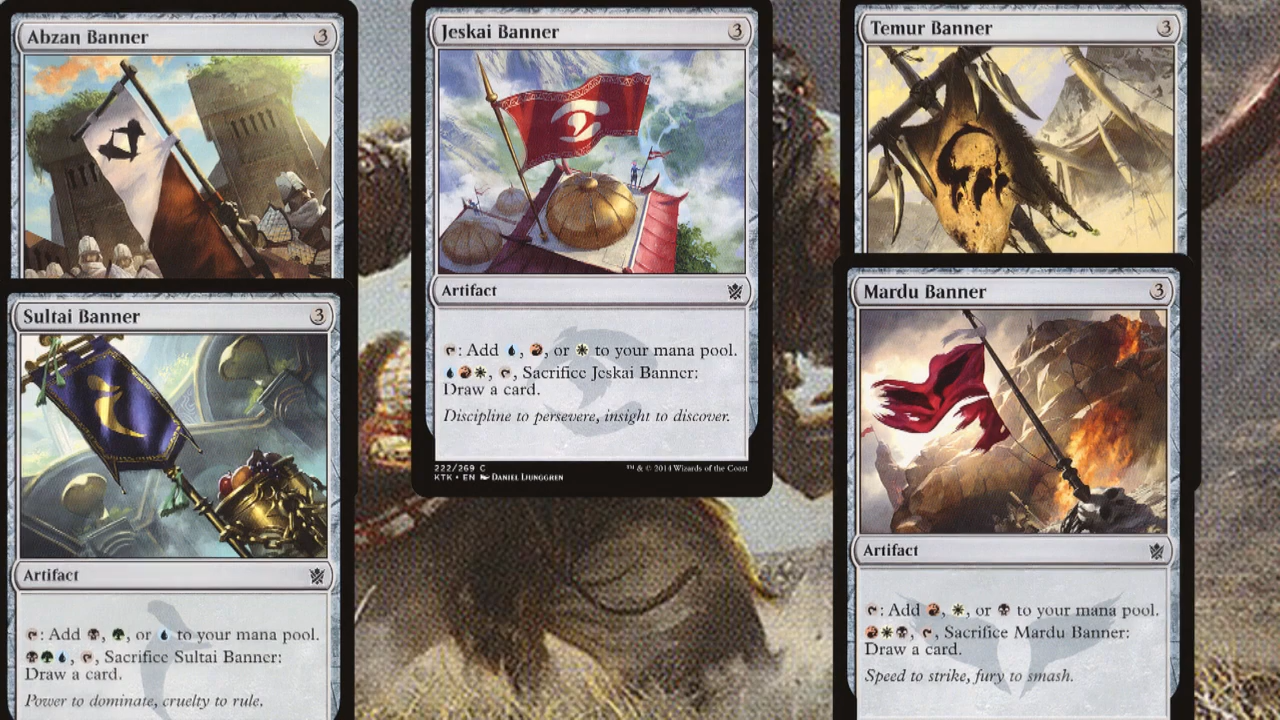 Abzan Banner 3
Sultai Banner 3
Artifact
: Add , , or to your mana pool.
, , Sacrifice Sultai Banner:
Draw a card.
Power to dominate, cruelty to rule.
Jeskai Banner 3
Artifact
: Add , , or to your mana pool.
, , Sacrifice Jeskai Banner:
Draw a card.
Discipline to persevere, insight to discover.
222/269 C
KTK • EN Daniel Ljunggren
™ & © 2014 Wizards of the Coast
Temur Banner 3
Mardu Banner 3
Artifact
: Add , , or to your mana pool.
, , Sacrifice Mardu Banner:
Draw a card.
Speed to strike, fury to smash.